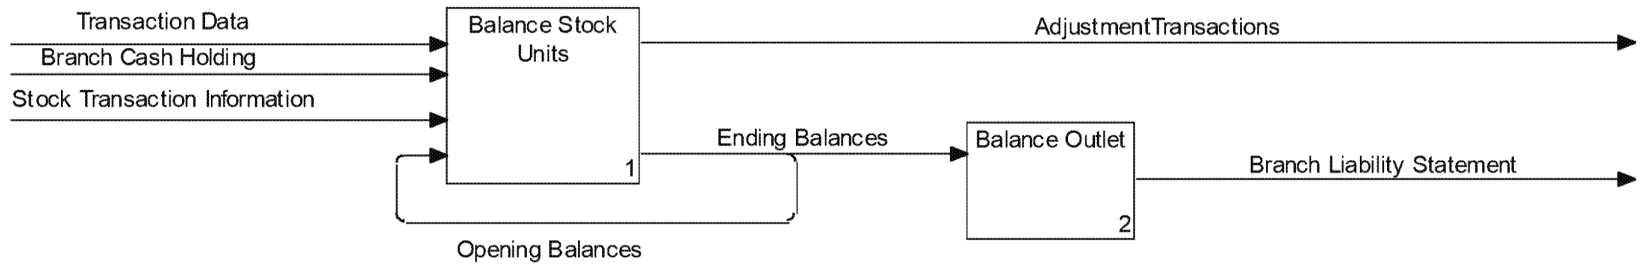 Transaction Data
Branch Cash Holding
Stock Transaction Information
Balance Stock
Units
1
AdjustmentTransactions
Ending Balances
Opening Balances
Balance Outlet
2
Branch Liability Statement